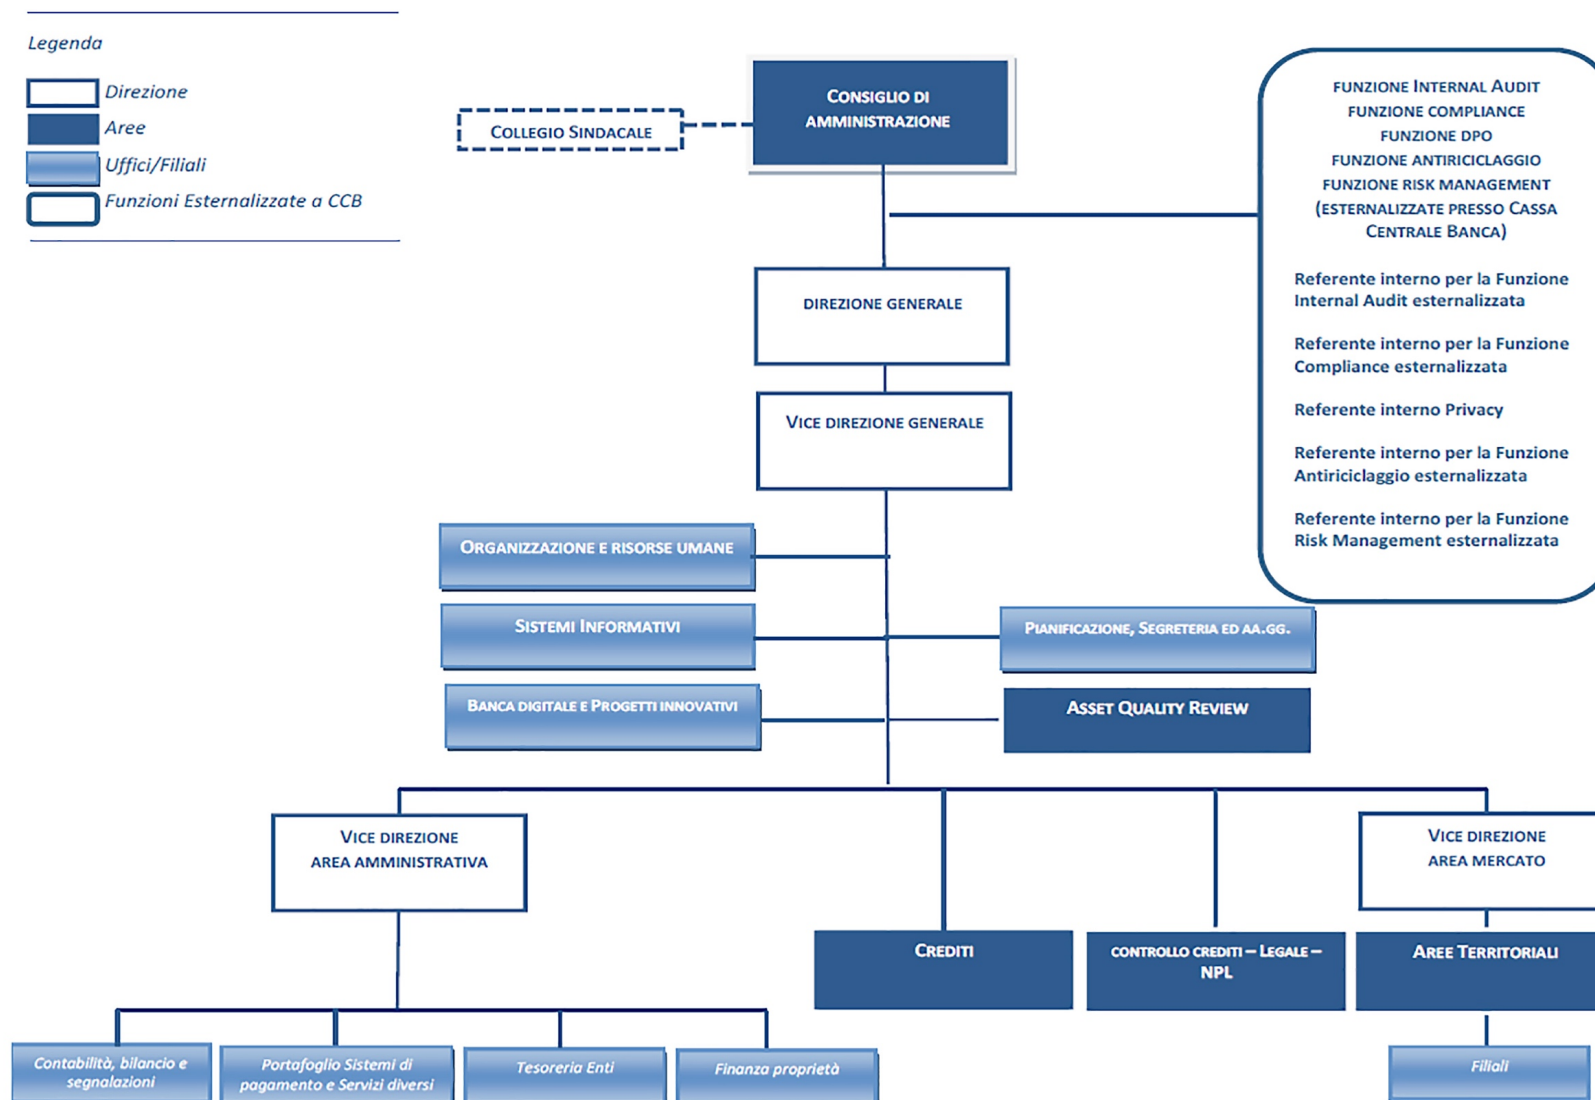 Legenda
Direzione
Aree
Uffici/Filiali
Funzioni Esternalizzate a CCB
COLLEGIO SINDACALE
CONSIGLIO DI
AMMINISTRAZIONE
FUNZIONE INTERNAL AUDIT
FUNZIONE COMPLIANCE
FUNZIONE DPO
FUNZIONE ANTIRICICLAGGIO
FUNZIONE RISK MANAGEMENT
(ESTERNALIZZATE PRESSO CASSA
CENTRALE BANCA)
Referente interno per la Funzione
Internal Audit esternalizzata
Referente interno per la Funzione
Compliance esternalizzata
Referente interno Privacy
Referente interno per la Funzione
Antiriciclaggio esternalizzata
Referente interno per la Funzione
Risk Management esternalizzata
DIREZIONE GENERALE
VICE DIREZIONE GENERALE
ORGANIZZAZIONE E RISORSE UMANE
SISTEMI INFORMATIVI
PIANIFICAZIONE, SEGRETERIA ED AA.GG.
BANCA DIGITALE E PROGETTI INNOVATIVI
ASSET QUALITY REVIEW
VICE DIREZIONE
AREA AMMINISTRATIVA
VICE DIREZIONE
AREA MERCATO
CREDITI
CONTROLLO CREDITI – LEGALE –
NPL
AREE TERRITORIALI
Contabilità, bilancio e
segnalazioni
Portafoglio Sistemi di
pagamento e Servizi diversi
Tesoreria Enti
Finanza proprietà
Filiali